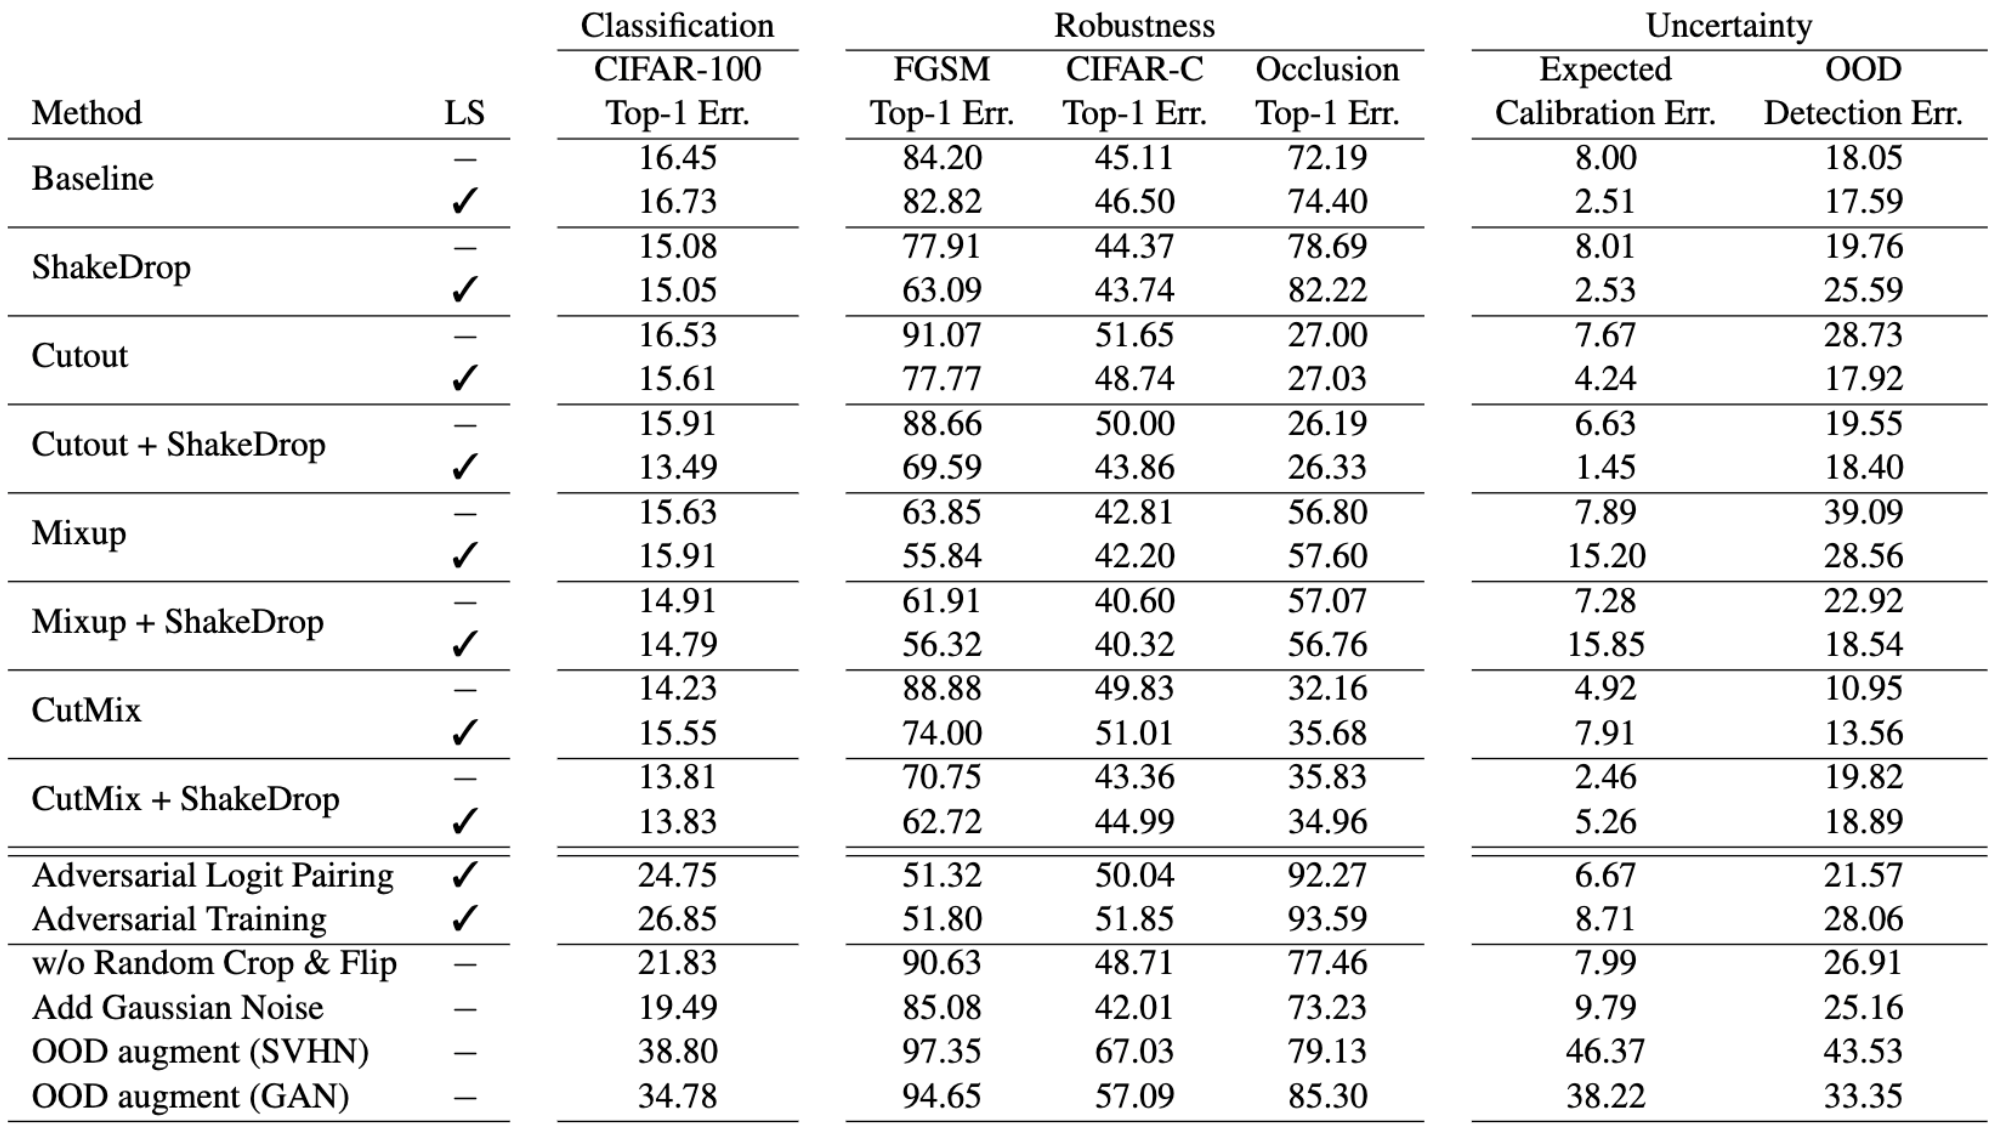 Classification Robustness Uncertainty
CIFAR-100 FGSM CIFAR-C Occlusion Expected OOD
Method LS Top-1 Err. Top-1 Err. Top-1 Err. Top-1 Err. Calibration Err. Detection Err.
Baseline – 16.45 84.20 45.11 72.19 8.00 18.05
✓ 16.73 82.82 46.50 74.40 2.51 17.59
ShakeDrop – 15.08 77.91 44.37 78.69 8.01 19.76
✓ 15.05 63.09 43.74 82.22 2.53 25.59
Cutout – 16.53 91.07 51.65 27.00 7.67 28.73
✓ 15.61 77.77 48.74 27.03 4.24 17.92
Cutout + ShakeDrop – 15.91 88.66 50.00 26.19 6.63 19.55
✓ 13.49 69.59 43.86 26.33 1.45 18.40
Mixup – 15.63 63.85 42.81 56.80 7.89 39.09
✓ 15.91 55.84 42.20 57.60 15.20 28.56
Mixup + ShakeDrop – 14.91 61.91 40.60 57.07 7.28 22.92
✓ 14.79 56.32 40.32 56.76 15.85 18.54
CutMix – 14.23 88.88 49.83 32.16 4.92 10.95
✓ 15.55 74.00 51.01 35.68 7.91 13.56
CutMix + ShakeDrop – 13.81 70.75 43.36 35.83 2.46 19.82
✓ 13.83 62.72 44.99 34.96 5.26 18.89
Adversarial Logit Pairing ✓ 24.75 51.32 50.04 92.27 6.67 21.57
Adversarial Training ✓ 26.85 51.80 51.85 93.59 8.71 28.06
w/o Random Crop & Flip – 21.83 90.63 48.71 77.46 7.99 26.91
Add Gaussian Noise – 19.49 85.08 42.01 73.23 9.79 25.16
OOD augment (SVHN) – 38.80 97.35 67.03 79.13 46.37 43.53
OOD augment (GAN) – 34.78 94.65 57.09 85.30 38.22 33.35